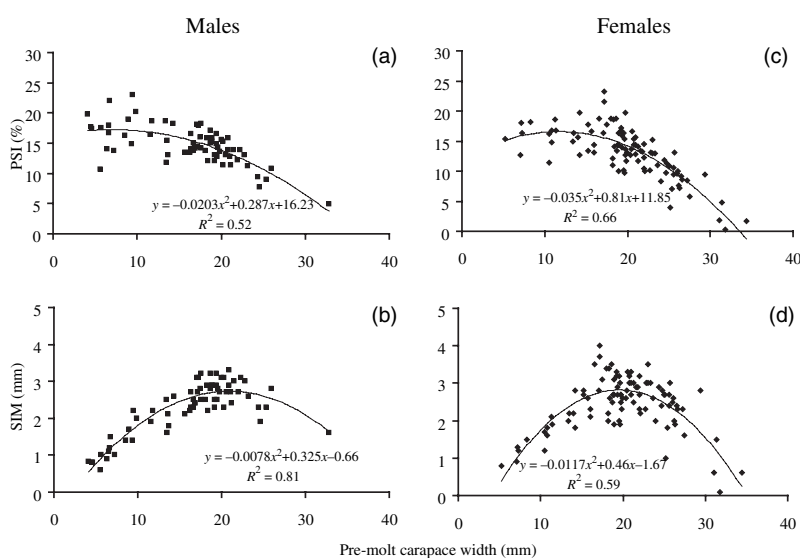 Males
Females
(a)
(c)
30
25
20
15
10
5
0
PSI (%)
y = –0.0203x²+0.287x+16.23
R² = 0.52
0 10 20 30 40
30
25
20
15
10
5
0
y = –0.035x²+0.81x+11.85
R² = 0.66
0 10 20 30 40
(b)
(d)
5
4
3
2
1
0
SIM (mm)
y = –0.0078x²+0.325x–0.66
R² = 0.81
0 10 20 30 40
5
4
3
2
1
0
y = –0.0117x²+0.46x–1.67
R² = 0.59
0 10 20 30 40
Pre-molt carapace width (mm)